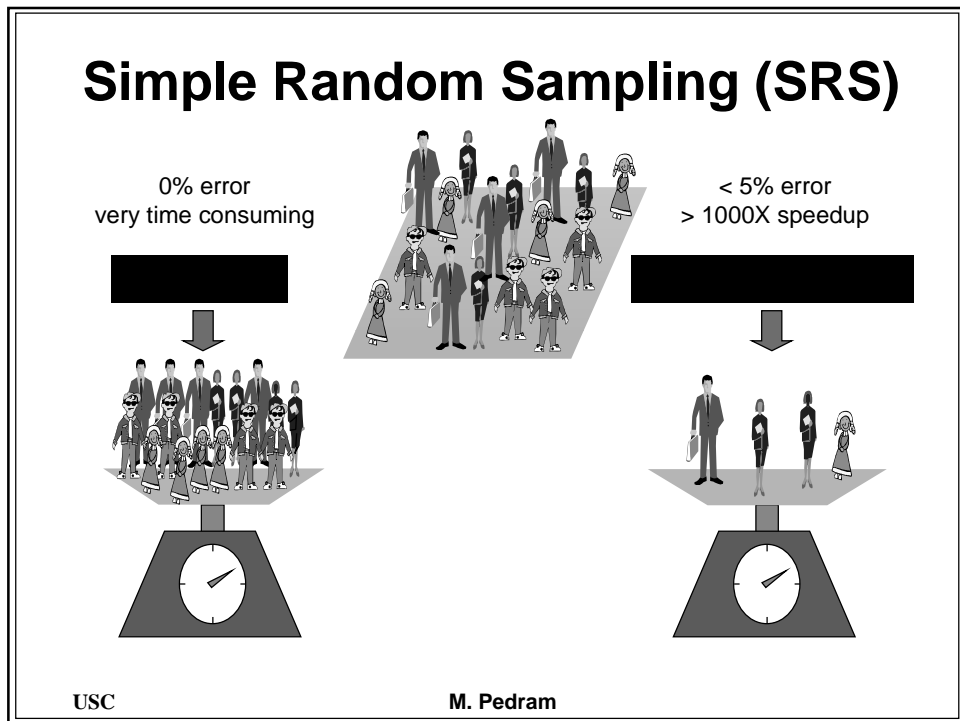 Simple Random Sampling (SRS)
0% error
very time consuming
< 5% error
> 1000X speedup
USC
M. Pedram